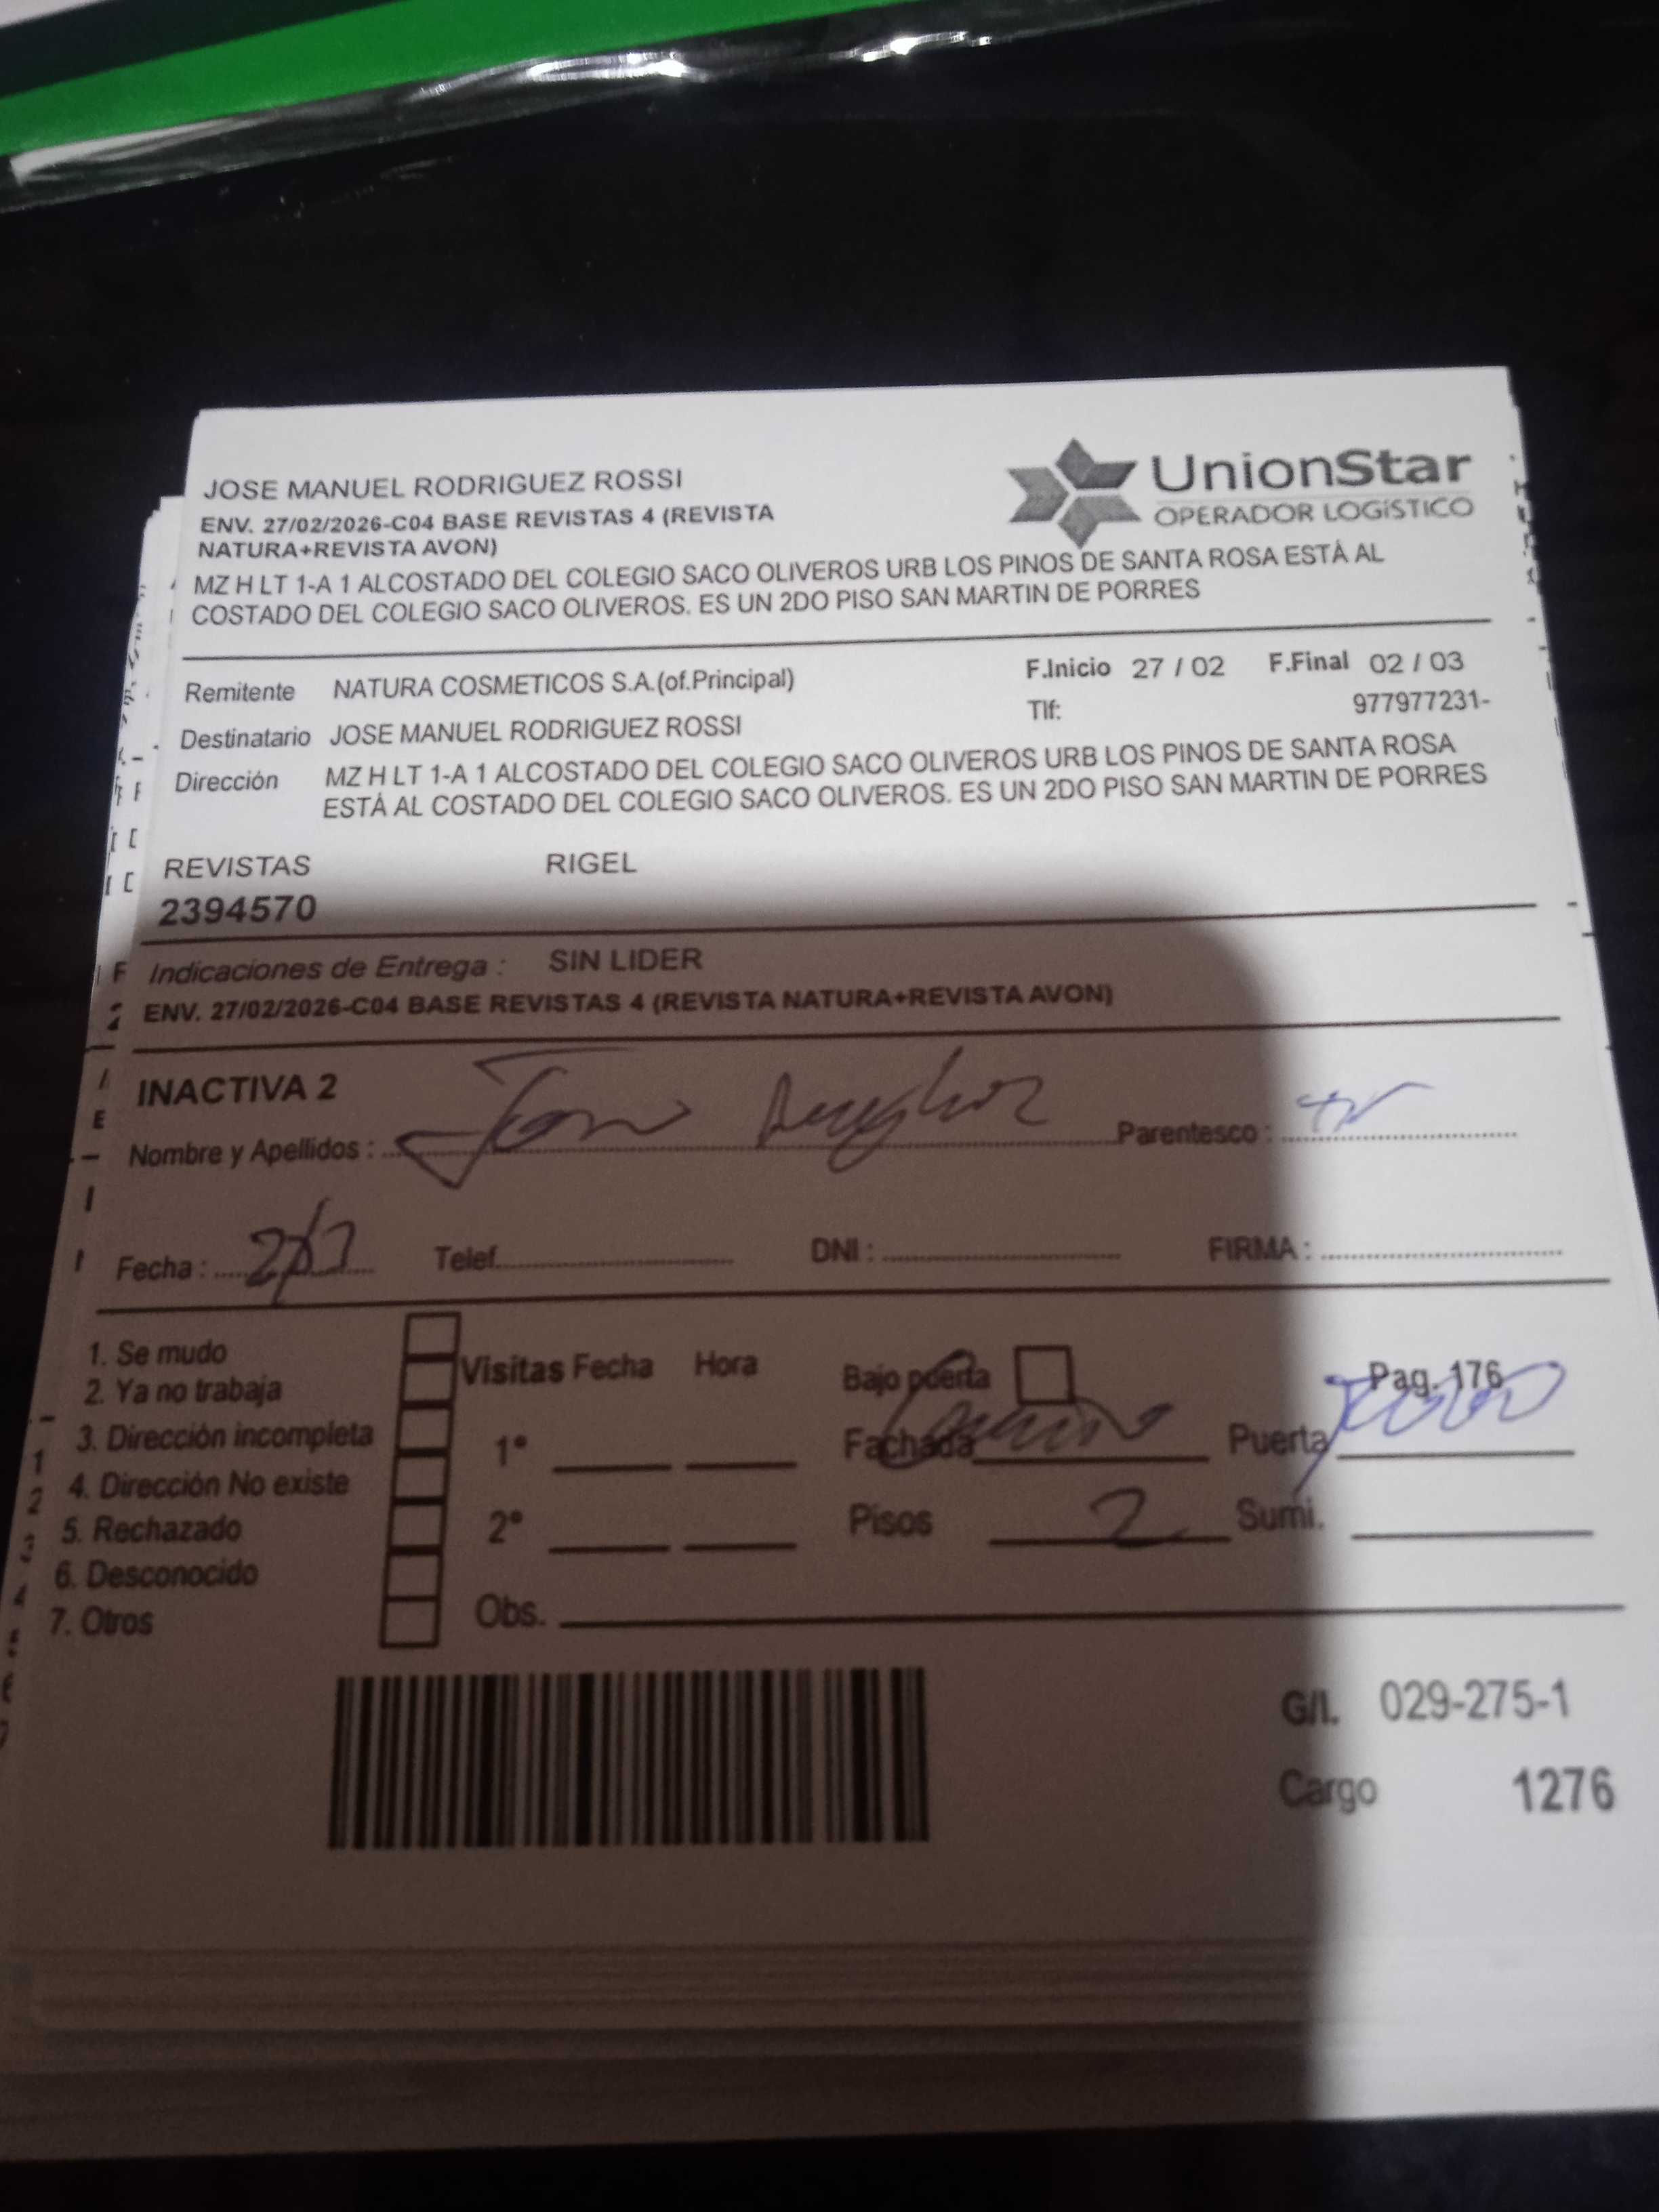 JOSE MANUEL RODRIGUEZ ROSSI
ENV. 27/02/2026-C04 BASE REVISTAS 4 (REVISTA
NATURA+REVISTA AVON)
MZ H LT 1-A 1 ALCOSTADO DEL COLEGIO SACO OLIVEROS URB LOS PINOS DE SANTA ROSA ESTÁ AL
COSTADO DEL COLEGIO SACO OLIVEROS. ES UN 2DO PISO SAN MARTIN DE PORRES
UnionStar
OPERADOR LOGÍSTICO
Remitente NATURA COSMETICOS S.A.(of.Principal) F.Inicio 27 / 02 F.Final 02 / 03
Destinatario JOSE MANUEL RODRIGUEZ ROSSI Tlf: 977977231-
Dirección MZ H LT 1-A 1 ALCOSTADO DEL COLEGIO SACO OLIVEROS URB LOS PINOS DE SANTA ROSA
ESTÁ AL COSTADO DEL COLEGIO SACO OLIVEROS. ES UN 2DO PISO SAN MARTIN DE PORRES
REVISTAS RIGEL
2394570
Indicaciones de Entrega : SIN LIDER
ENV. 27/02/2026-C04 BASE REVISTAS 4 (REVISTA NATURA+REVISTA AVON)
INACTIVA 2
Nombre y Apellidos : Parentesco :
Fecha : Telef. DNI : FIRMA :
1. Se mudo
2. Ya no trabaja
3. Dirección incompleta
4. Dirección No existe
5. Rechazado
6. Desconocido
7. Otros
Visitas Fecha Hora
1°
2°
Obs.
Bajo puerta Pag. 176
Fachada Puerta
Pisos 2 Sumi.
G/I. 029-275-1
Cargo 1276